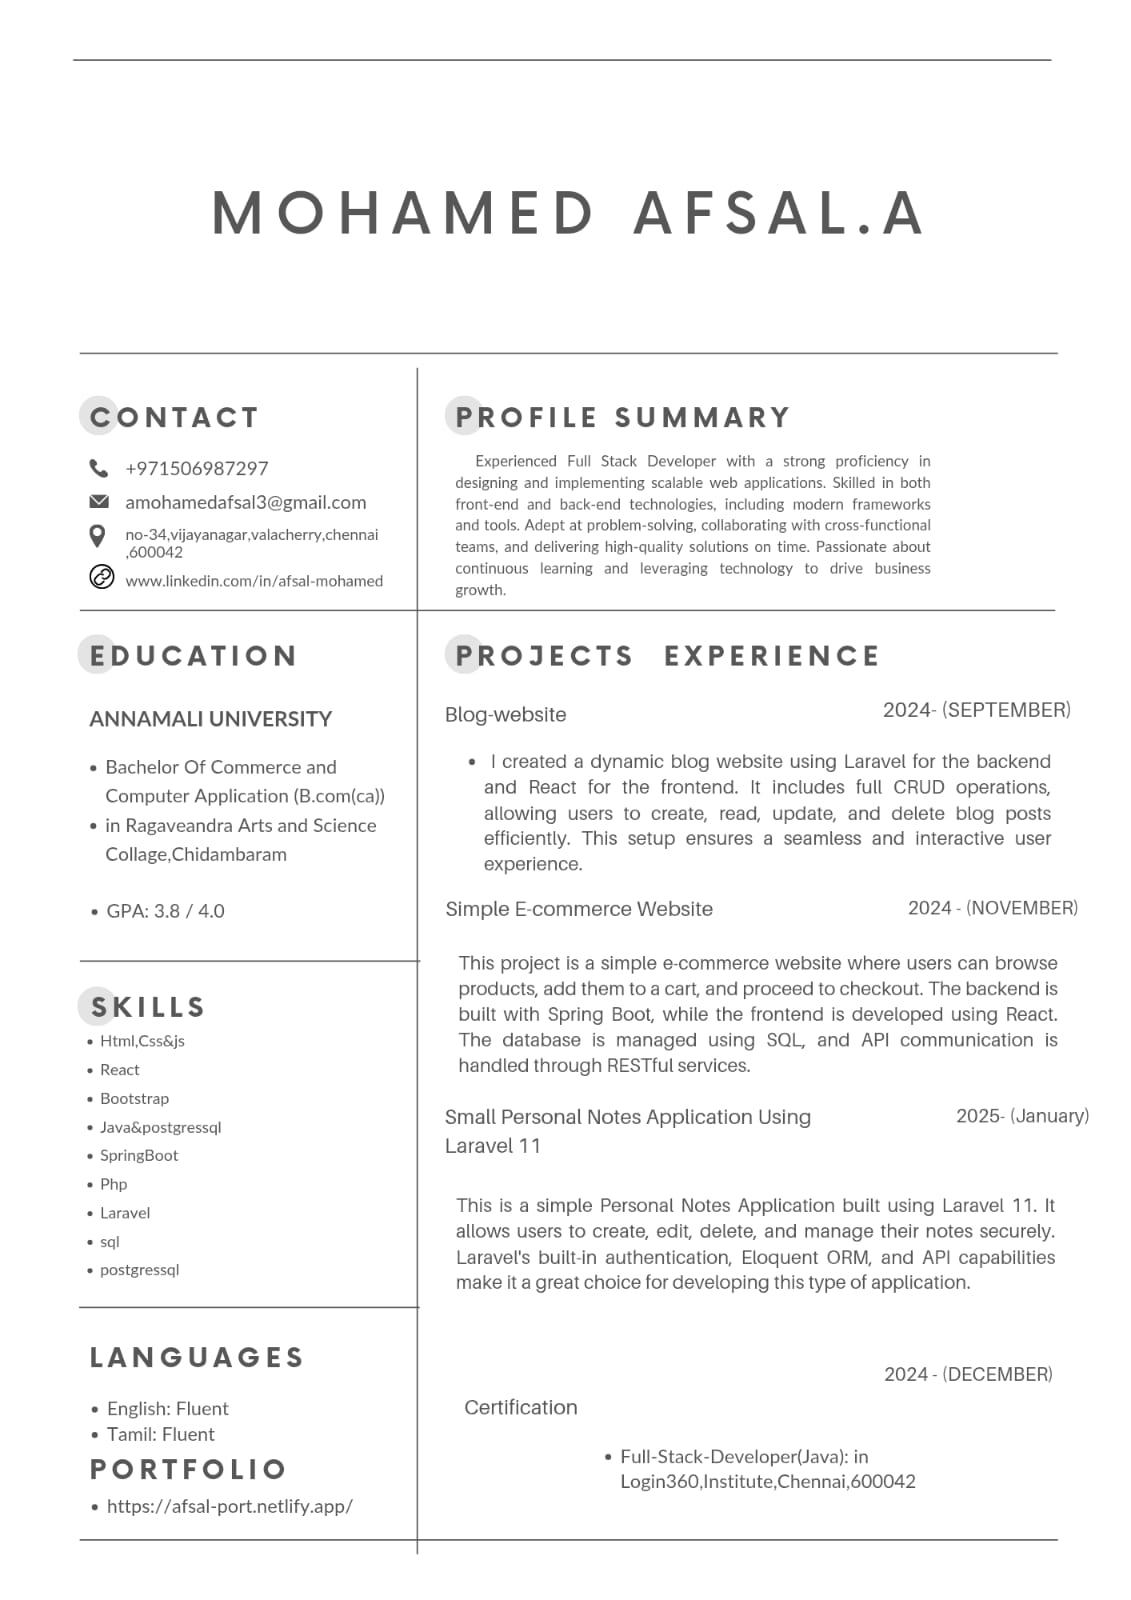 MOHAMED AFSAL.A
CONTACT
+971506987297
amohamedafsal3@gmail.com
no-34,vijayanagar,valacherry,chennai
,600042
www.linkedin.com/in/afsal-mohamed
PROFILE SUMMARY
Experienced Full Stack Developer with a strong proficiency in
designing and implementing scalable web applications. Skilled in both
front-end and back-end technologies, including modern frameworks
and tools. Adept at problem-solving, collaborating with cross-functional
teams, and delivering high-quality solutions on time. Passionate about
continuous learning and leveraging technology to drive business
growth.
EDUCATION
ANNAMALI UNIVERSITY
• Bachelor Of Commerce and
Computer Application (B.com(ca))
• in Ragaveandra Arts and Science
Collage,Chidambaram
• GPA: 3.8 / 4.0
SKILLS
• Html,Css&js
• React
• Bootstrap
• Java&postgressql
• SpringBoot
• Php
• Laravel
• sql
• postgressql
LANGUAGES
• English: Fluent
• Tamil: Fluent
PORTFOLIO
• https://afsal-port.netlify.app/
PROJECTS EXPERIENCE
Blog-website 2024- (SEPTEMBER)
• I created a dynamic blog website using Laravel for the backend
and React for the frontend. It includes full CRUD operations,
allowing users to create, read, update, and delete blog posts
efficiently. This setup ensures a seamless and interactive user
experience.
Simple E-commerce Website 2024 - (NOVEMBER)
This project is a simple e-commerce website where users can browse
products, add them to a cart, and proceed to checkout. The backend is
built with Spring Boot, while the frontend is developed using React.
The database is managed using SQL, and API communication is
handled through RESTful services.
Small Personal Notes Application Using 2025- (January)
Laravel 11
This is a simple Personal Notes Application built using Laravel 11. It
allows users to create, edit, delete, and manage their notes securely.
Laravel's built-in authentication, Eloquent ORM, and API capabilities
make it a great choice for developing this type of application.
2024 - (DECEMBER)
Certification
• Full-Stack-Developer(Java): in
Login360,Institute,Chennai,600042